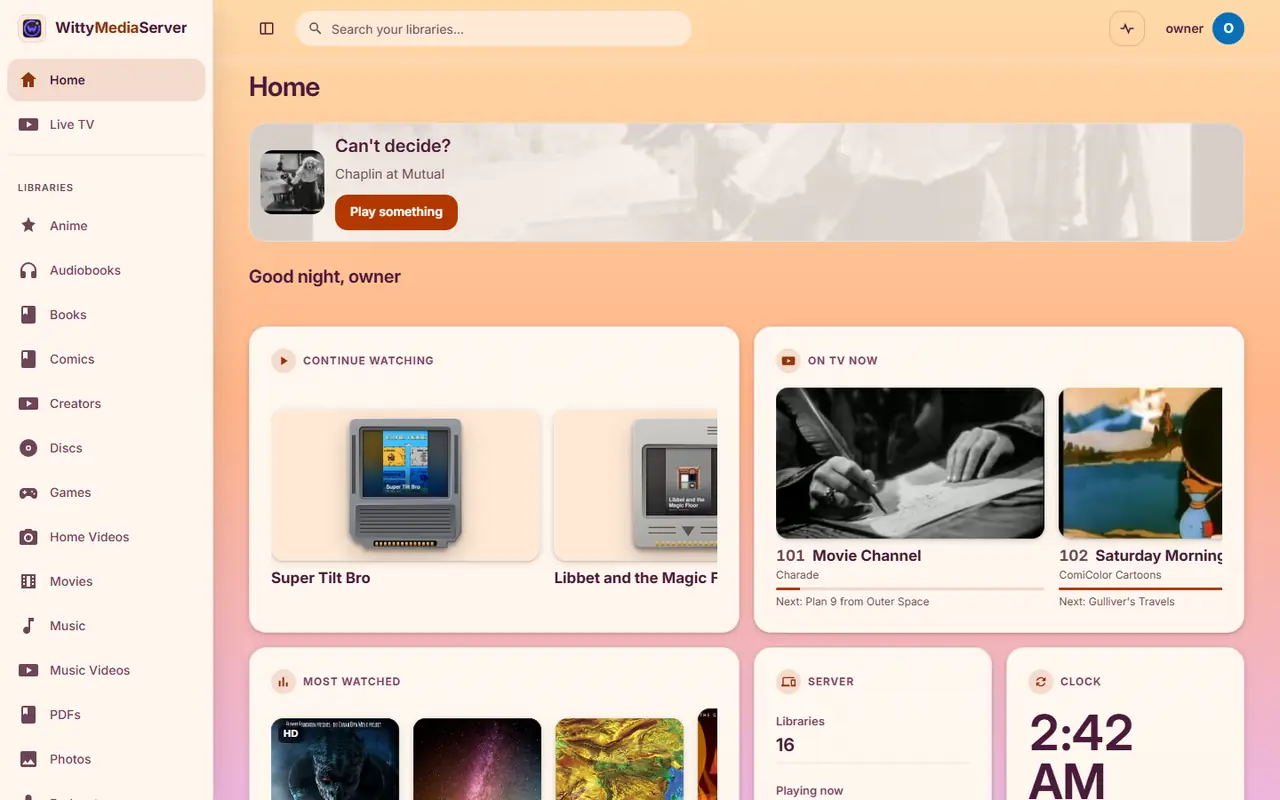 WittyMediaServer
Search your libraries...
owner
O
Home
Live TV
LIBRARIES
Anime
Audiobooks
Books
Comics
Creators
Discs
Games
Home Videos
Movies
Music
Music Videos
PDFs
Photos
Home
Can't decide?
Chaplin at Mutual
Play something
Good night, owner
CONTINUE WATCHING
Super Tilt Bro
Super Tilt Bro
Libbet and the
Magic Floor
Libbet and the Magic F
ON TV NOW
101 Movie Channel
Charade
Next: Plan 9 from Outer Space
102 Saturday Morning
ComiColor Cartoons
Next: Gulliver's Travels
MOST WATCHED
HD
SERVER
Libraries
16
Playing now
CLOCK
2:42
AM